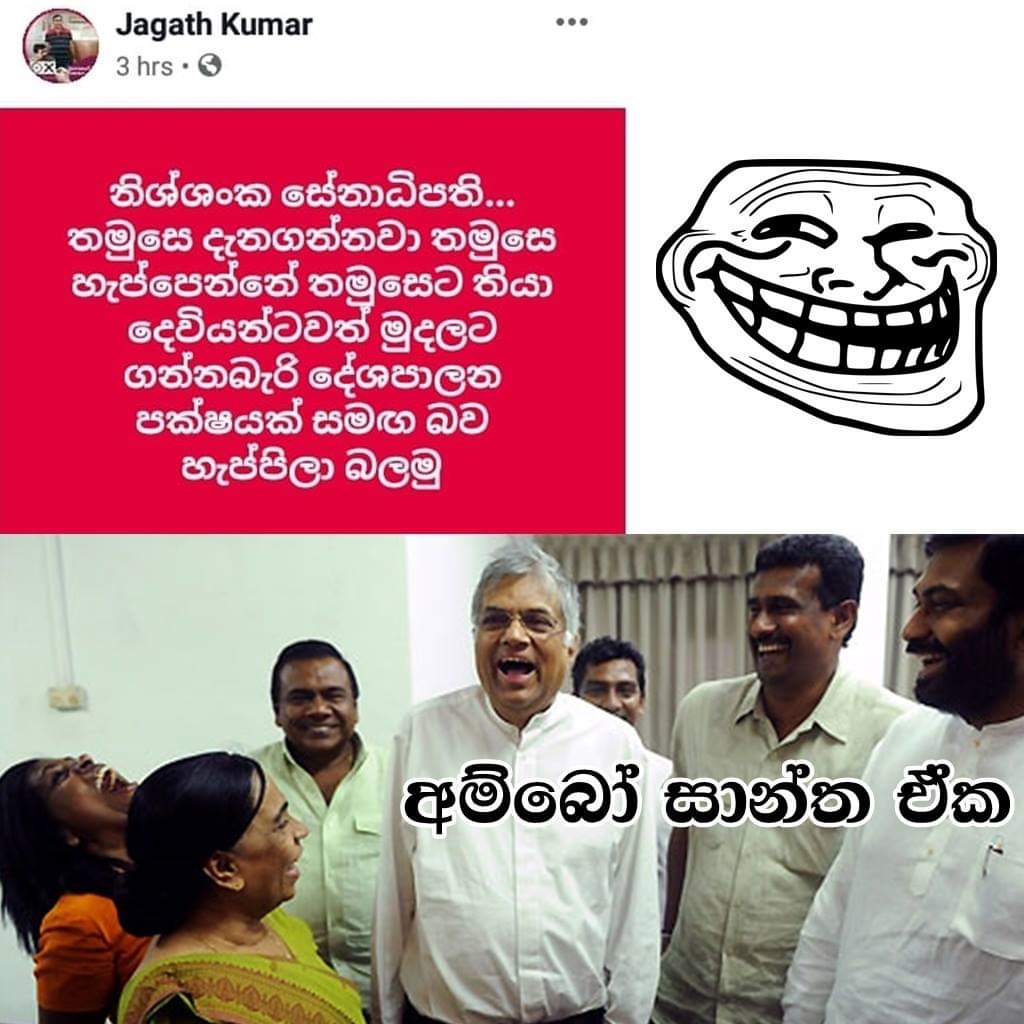 Jagath Kumar
3 hrs
නිශ්ශංක සේනාධිපති...
තමුසෙ දැනගන්නවා තමුසෙ
හැප්පෙන්නේ තමුසෙට තියා
දෙවියන්ටවත් මුදලට
ගන්නබැරි දේශපාලන
පක්ෂයක් සමඟ බව
හැප්පිලා බලමු
අම්බෝ සාන්ත ඒක